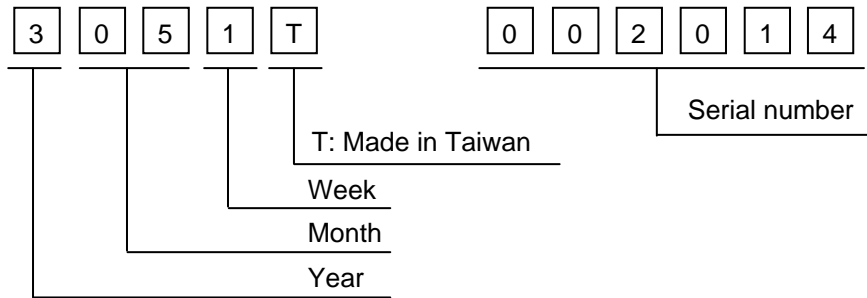 3 0 5 1 T 0 0 2 0 1 4
Serial number
T: Made in Taiwan
Week
Month
Year